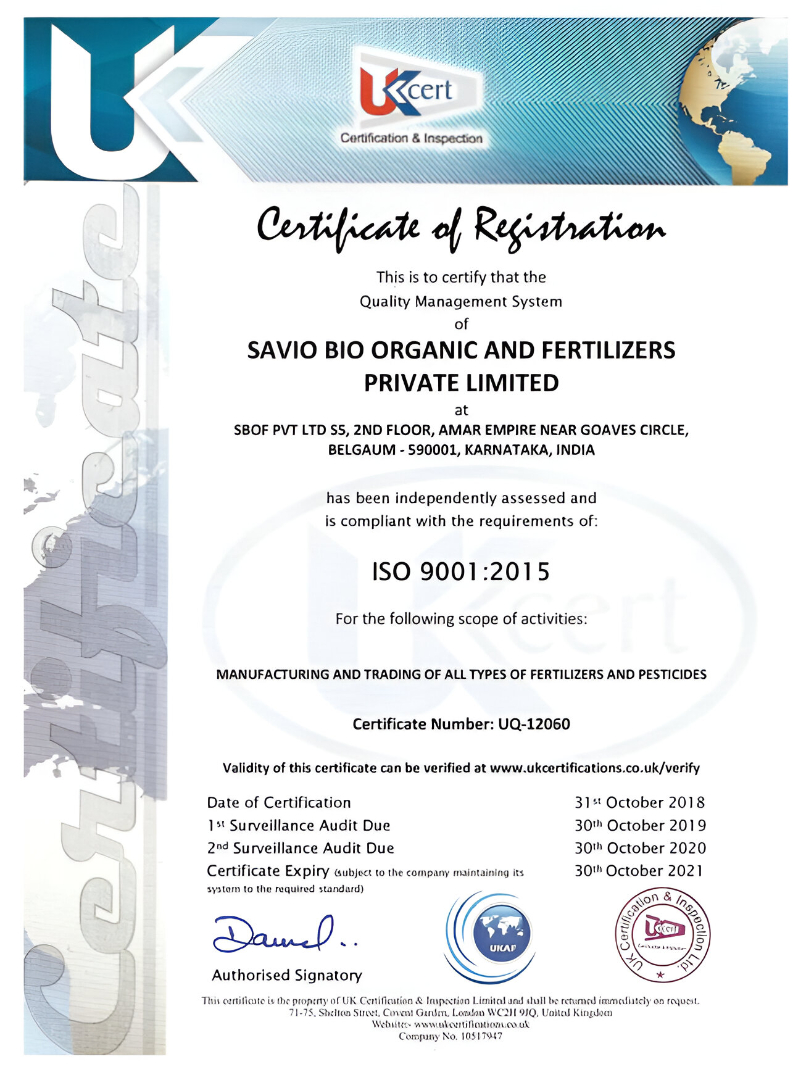 UK
UKcert
Certification & Inspection
Certificate
Certificate of Registration
This is to certify that the
Quality Management System
of
SAVIO BIO ORGANIC AND FERTILIZERS
PRIVATE LIMITED
at
SBOF PVT LTD S5, 2ND FLOOR, AMAR EMPIRE NEAR GOAVES CIRCLE,
BELGAUM - 590001, KARNATAKA, INDIA
has been independently assessed and
is compliant with the requirements of:
ISO 9001:2015
UKcert
For the following scope of activities:
MANUFACTURING AND TRADING OF ALL TYPES OF FERTILIZERS AND PESTICIDES
Certificate Number: UQ-12060
Validity of this certificate can be verified at www.ukcertifications.co.uk/verify
Date of Certification 31st October 2018
1st Surveillance Audit Due 30th October 2019
2nd Surveillance Audit Due 30th October 2020
Certificate Expiry (subject to the company maintaining its 30th October 2021
system to the required standard)
UKAF
UK Certification & Inspection Ltd.
UKcert
Authorised Signatory
This certificate is the property of UK Certification & Inspection Limited and shall be returned immediately on request.
71-75, Shelton Street, Covent Garden, London WC2H 9JQ, United Kingdom
Website:- www.ukcertifications.co.uk
Company No. 10517947